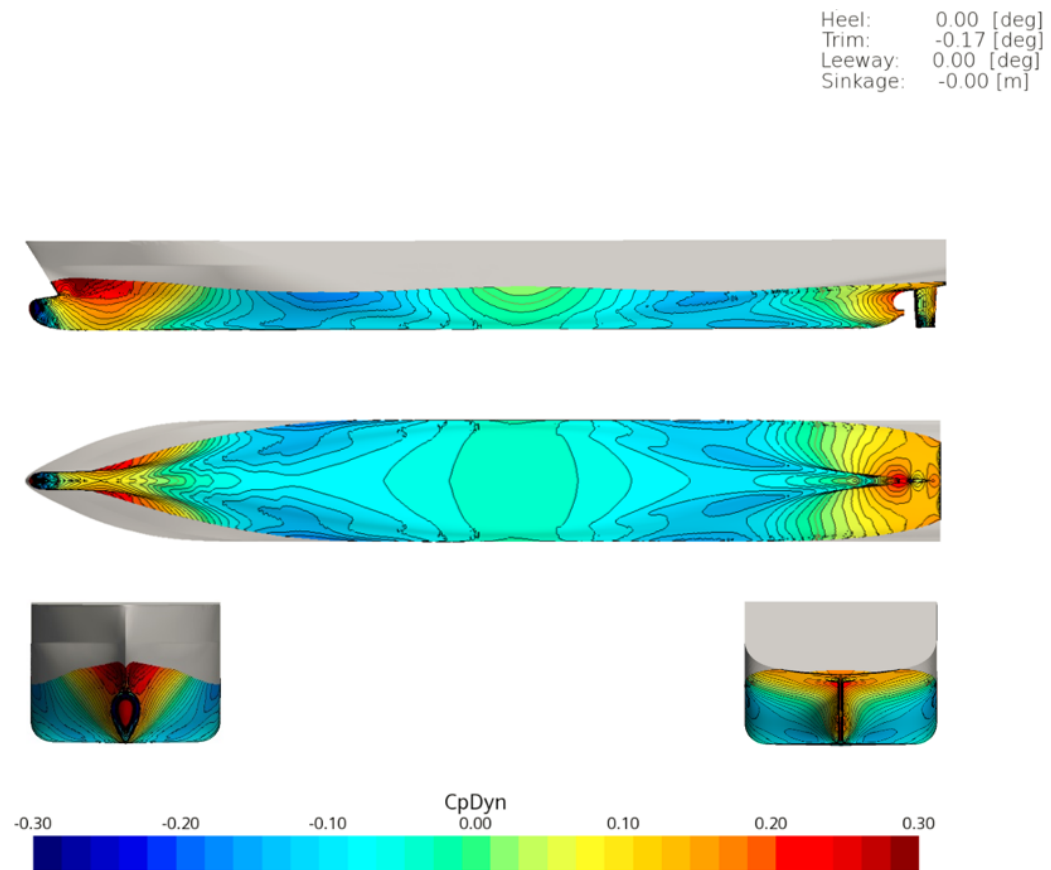 Heel: 0.00 [deg]
Trim: -0.17 [deg]
Leeway: 0.00 [deg]
Sinkage: -0.00 [m]
CpDyn
-0.30 -0.20 -0.10 0.00 0.10 0.20 0.30